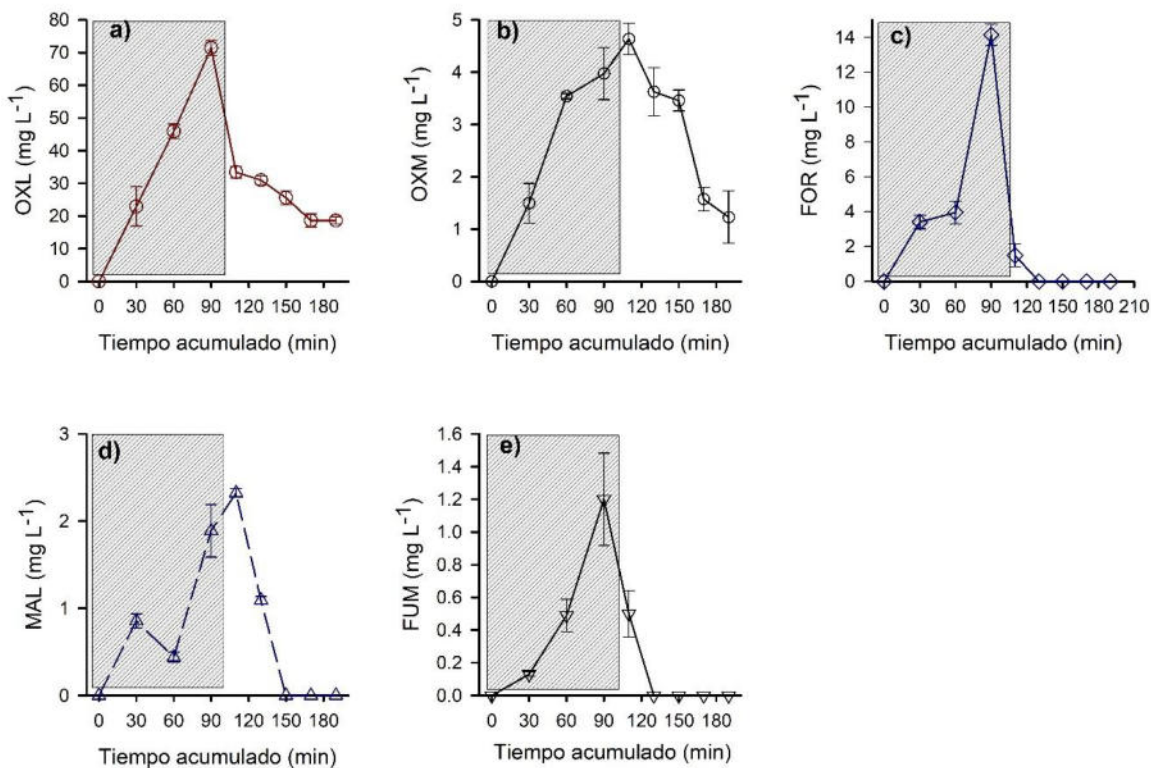 a)
OXL (mg L⁻¹)
80
70
60
50
40
30
20
10
0
0 30 60 90 120 150 180
Tiempo acumulado (min)
b)
OXM (mg L⁻¹)
5
4
3
2
1
0
0 30 60 90 120 150 180
Tiempo acumulado (min)
c)
FOR (mg L⁻¹)
14
12
10
8
6
4
2
0
0 30 60 90 120 150 180 210
Tiempo acumulado (min)
d)
MAL (mg L⁻¹)
3
2
1
0
0 30 60 90 120 150 180
Tiempo acumulado (min)
e)
FUM (mg L⁻¹)
1.6
1.4
1.2
1.0
0.8
0.6
0.4
0.2
0.0
0 30 60 90 120 150 180
Tiempo acumulado (min)